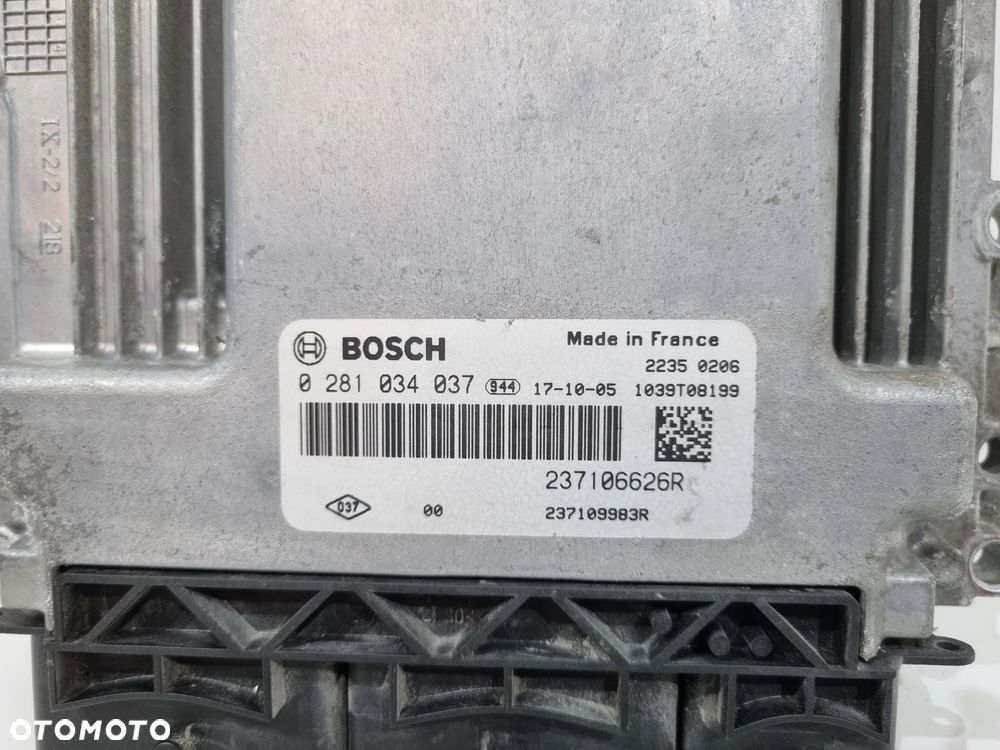 IX-2/2 218
BOSCH
Made in France
2235 0206
0 281 034 037 944 17-10-05 1039T08199
237106626R
037 00 237109983R
OTOMOTO